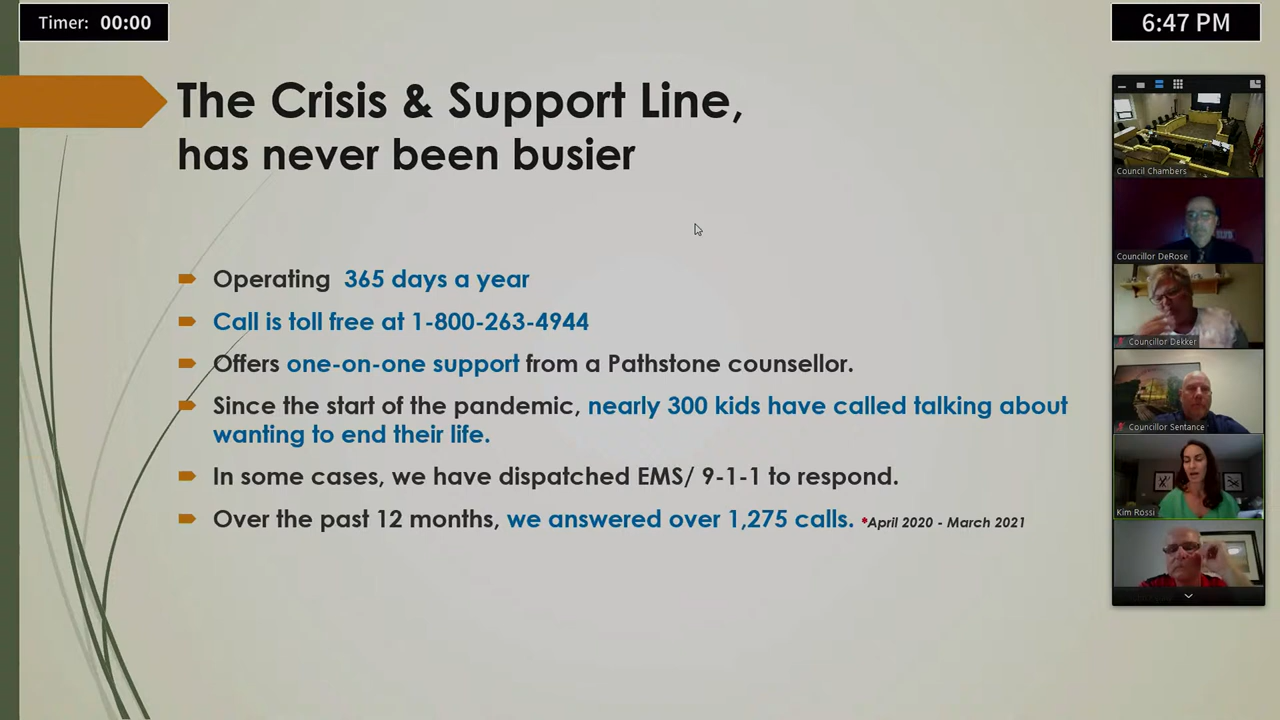 Timer: 00:00
6:47 PM
The Crisis & Support Line,
has never been busier
Operating 365 days a year
Call is toll free at 1-800-263-4944
Offers one-on-one support from a Pathstone counsellor.
Since the start of the pandemic, nearly 300 kids have called talking about
wanting to end their life.
In some cases, we have dispatched EMS/ 9-1-1 to respond.
Over the past 12 months, we answered over 1,275 calls. *April 2020 - March 2021
Council Chambers
Councillor DeRose
Councillor Dekker
Councillor Sentance
Kim Rossi